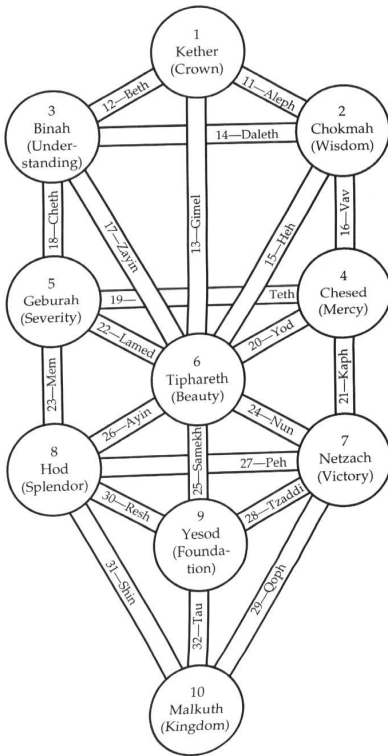 1
Kether
(Crown)
12—Beth
11—Aleph
3
Binah
(Under-
standing)
2
Chokmah
(Wisdom)
14—Daleth
18—Cheth
17—Zayin
13—Gimel
15—Heh
16—Vav
5
Geburah
(Severity)
19—
Teth
4
Chesed
(Mercy)
22—Lamed
20—Yod
6
Tiphareth
(Beauty)
23—Mem
21—Kaph
26—Ayin
24—Nun
25—Samekh
8
Hod
(Splendor)
27—Peh
7
Netzach
(Victory)
30—Resh
28—Tzaddi
9
Yesod
(Founda-
tion)
31—Shin
32—Tau
29—Qoph
10
Malkuth
(Kingdom)